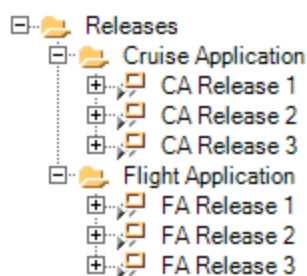 Releases
Cruise Application
CA Release 1
CA Release 2
CA Release 3
Flight Application
FA Release 1
FA Release 2
FA Release 3